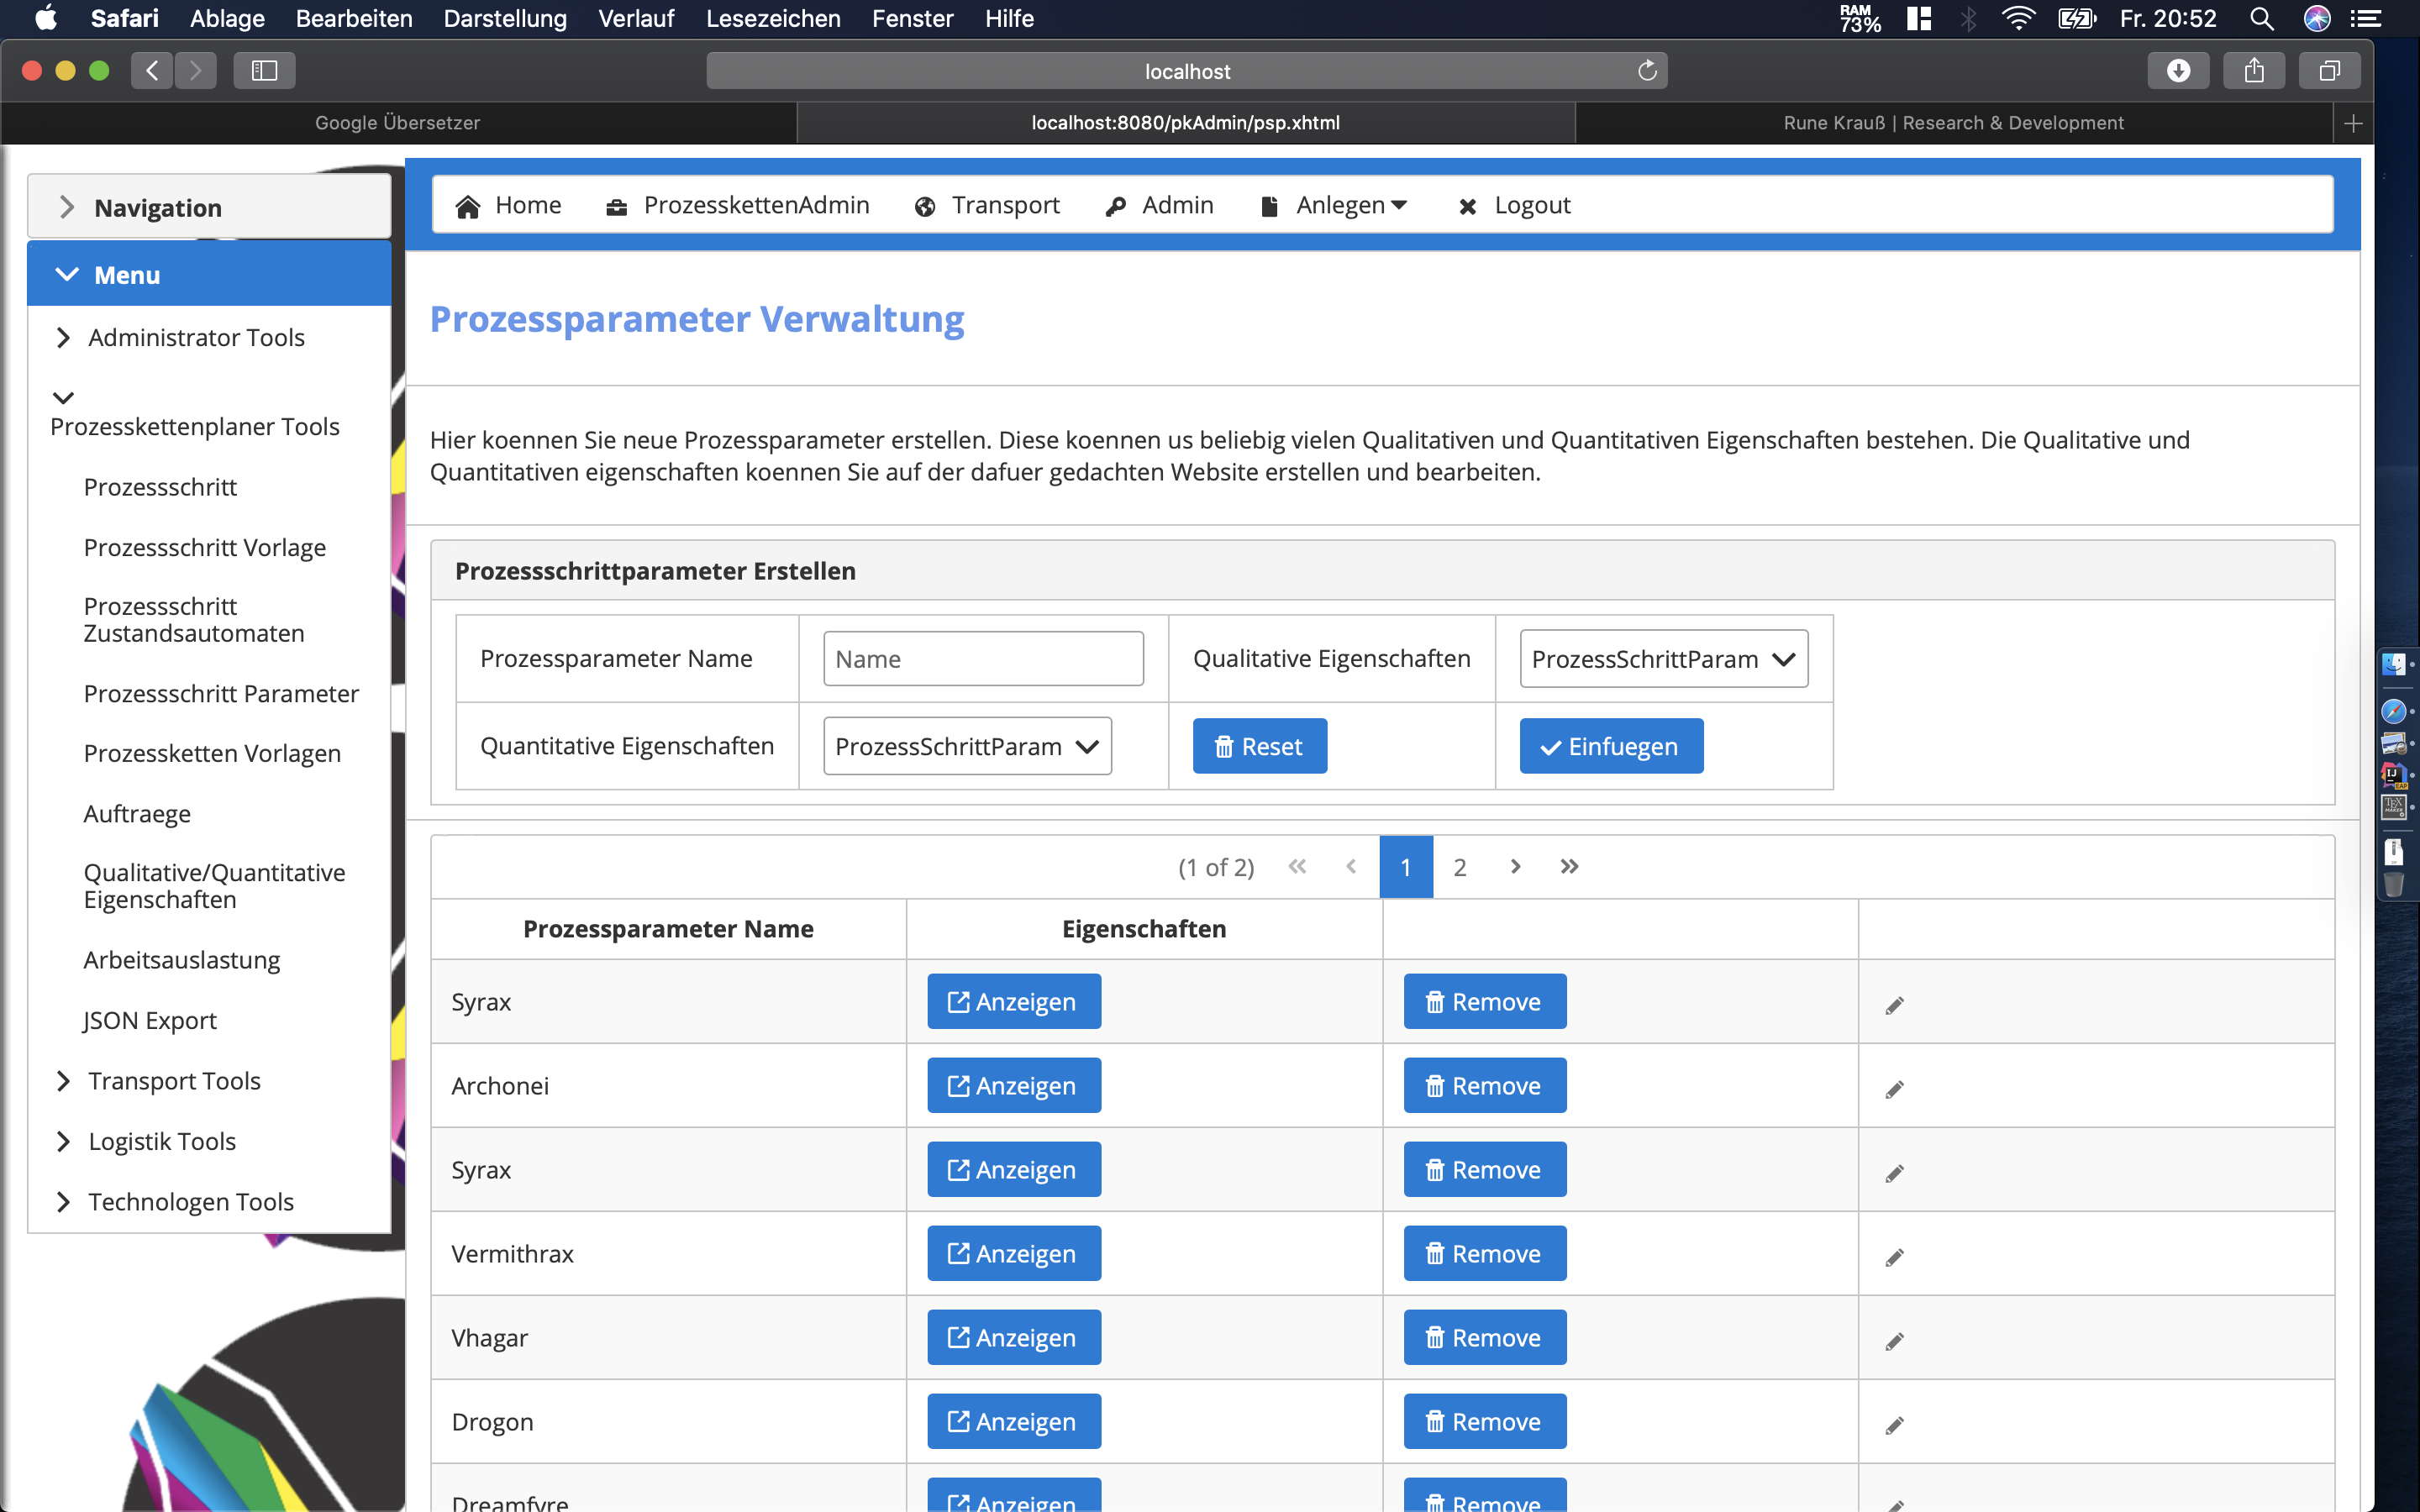 Safari Ablage Bearbeiten Darstellung Verlauf Lesezeichen Fenster Hilfe RAM 73% Fr. 20:52
localhost
Google Übersetzer localhost:8080/pkAdmin/psp.xhtml Rune Krauß | Research & Development
Navigation
Menu
Administrator Tools
Prozesskettenplaner Tools
Prozessschritt
Prozessschritt Vorlage
Prozessschritt
Zustandsautomaten
Prozessschritt Parameter
Prozessketten Vorlagen
Auftraege
Qualitative/Quantitative
Eigenschaften
Arbeitsauslastung
JSON Export
Transport Tools
Logistik Tools
Technologen Tools
Home ProzesskettenAdmin Transport Admin Anlegen Logout
Prozessparameter Verwaltung
Hier koennen Sie neue Prozessparameter erstellen. Diese koennen us beliebig vielen Qualitativen und Quantitativen Eigenschaften bestehen. Die Qualitative und
Quantitativen eigenschaften koennen Sie auf der dafuer gedachten Website erstellen und bearbeiten.
Prozessschrittparameter Erstellen
Prozessparameter Name Name Qualitative Eigenschaften ProzessSchrittParam
Quantitative Eigenschaften ProzessSchrittParam Reset Einfuegen
(1 of 2) 1 2
Prozessparameter Name Eigenschaften
Syrax Anzeigen Remove
Archonei Anzeigen Remove
Syrax Anzeigen Remove
Vermithrax Anzeigen Remove
Vhagar Anzeigen Remove
Drogon Anzeigen Remove
Dreamfyre Anzeigen Remove